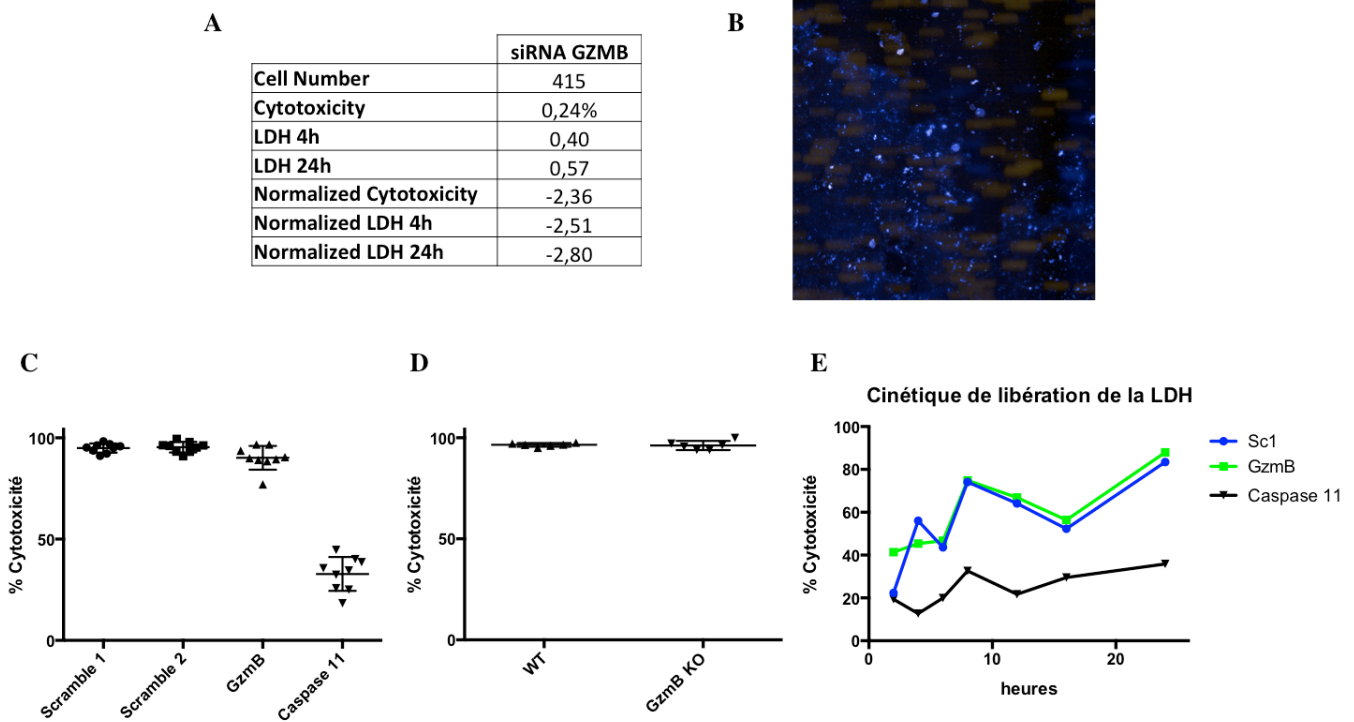 A
siRNA GZMB
Cell Number 415
Cytotoxicity 0,24%
LDH 4h 0,40
LDH 24h 0,57
Normalized Cytotoxicity -2,36
Normalized LDH 4h -2,51
Normalized LDH 24h -2,80
B
C
% Cytotoxicité
100
50
0
Scramble 1
Scramble 2
GzmB
Caspase 11
D
% Cytotoxicité
100
50
0
WT
GzmB KO
E
Cinétique de libération de la LDH
% Cytotoxicité
100
80
60
40
20
0
0 10 20
heures
Sc1
GzmB
Caspase 11